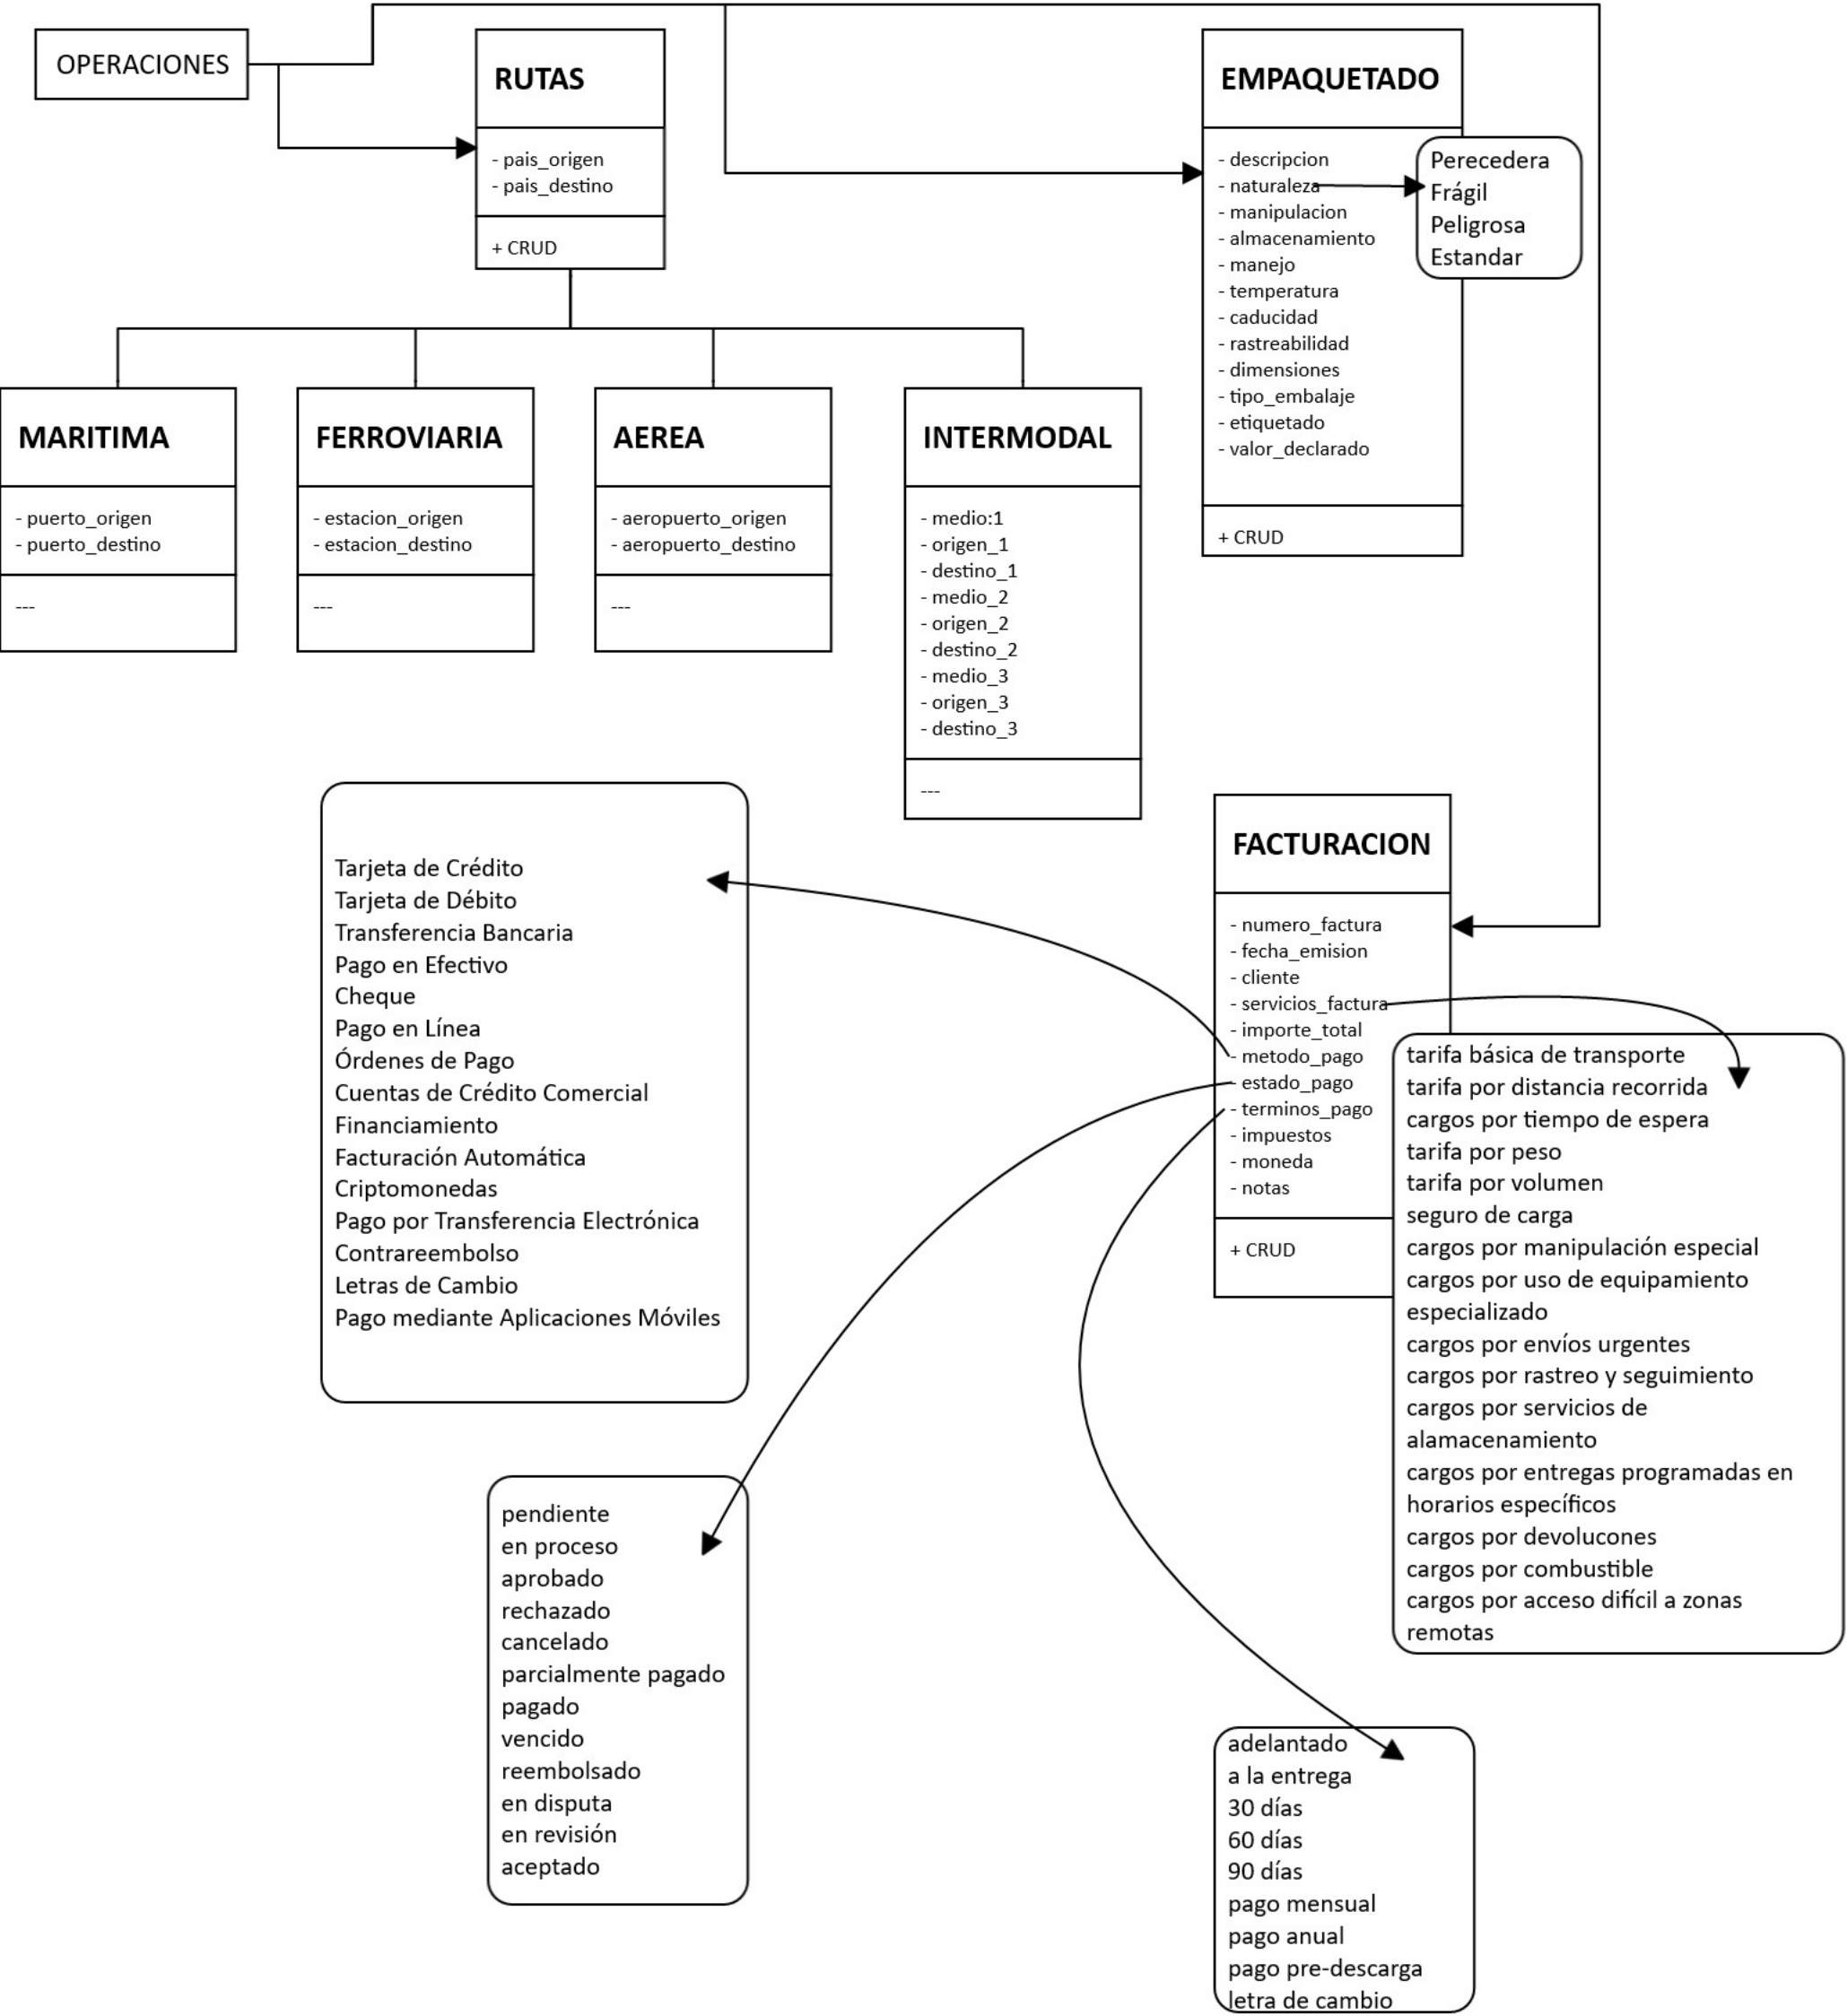 OPERACIONES
RUTAS
- pais_origen
- pais_destino
+ CRUD
EMPAQUETADO
- descripcion
- naturaleza
- manipulacion
- almacenamiento
- manejo
- temperatura
- caducidad
- rastreabilidad
- dimensiones
- tipo_embalaje
- etiquetado
- valor_declarado
+ CRUD
Perecedera
Frágil
Peligrosa
Estandar
MARITIMA
- puerto_origen
- puerto_destino
---
FERROVIARIA
- estacion_origen
- estacion_destino
---
AEREA
- aeropuerto_origen
- aeropuerto_destino
---
INTERMODAL
- medio:1
- origen_1
- destino_1
- medio_2
- origen_2
- destino_2
- medio_3
- origen_3
- destino_3
---
FACTURACION
- numero_factura
- fecha_emision
- cliente
- servicios_factura
- importe_total
- metodo_pago
- estado_pago
- terminos_pago
- impuestos
- moneda
- notas
+ CRUD
Tarjeta de Crédito
Tarjeta de Débito
Transferencia Bancaria
Pago en Efectivo
Cheque
Pago en Línea
Órdenes de Pago
Cuentas de Crédito Comercial
Financiamiento
Facturación Automática
Criptomonedas
Pago por Transferencia Electrónica
Contrareembolso
Letras de Cambio
Pago mediante Aplicaciones Móviles
tarifa básica de transporte
tarifa por distancia recorrida
cargos por tiempo de espera
tarifa por peso
tarifa por volumen
seguro de carga
cargos por manipulación especial
cargos por uso de equipamiento
especializado
cargos por envíos urgentes
cargos por rastreo y seguimiento
cargos por servicios de
alamacenamiento
cargos por entregas programadas en
horarios específicos
cargos por devolucones
cargos por combustible
cargos por acceso difícil a zonas
remotas
pendiente
en proceso
aprobado
rechazado
cancelado
parcialmente pagado
pagado
vencido
reembolsado
en disputa
en revisión
aceptado
adelantado
a la entrega
30 días
60 días
90 días
pago mensual
pago anual
pago pre-descarga
letra de cambio